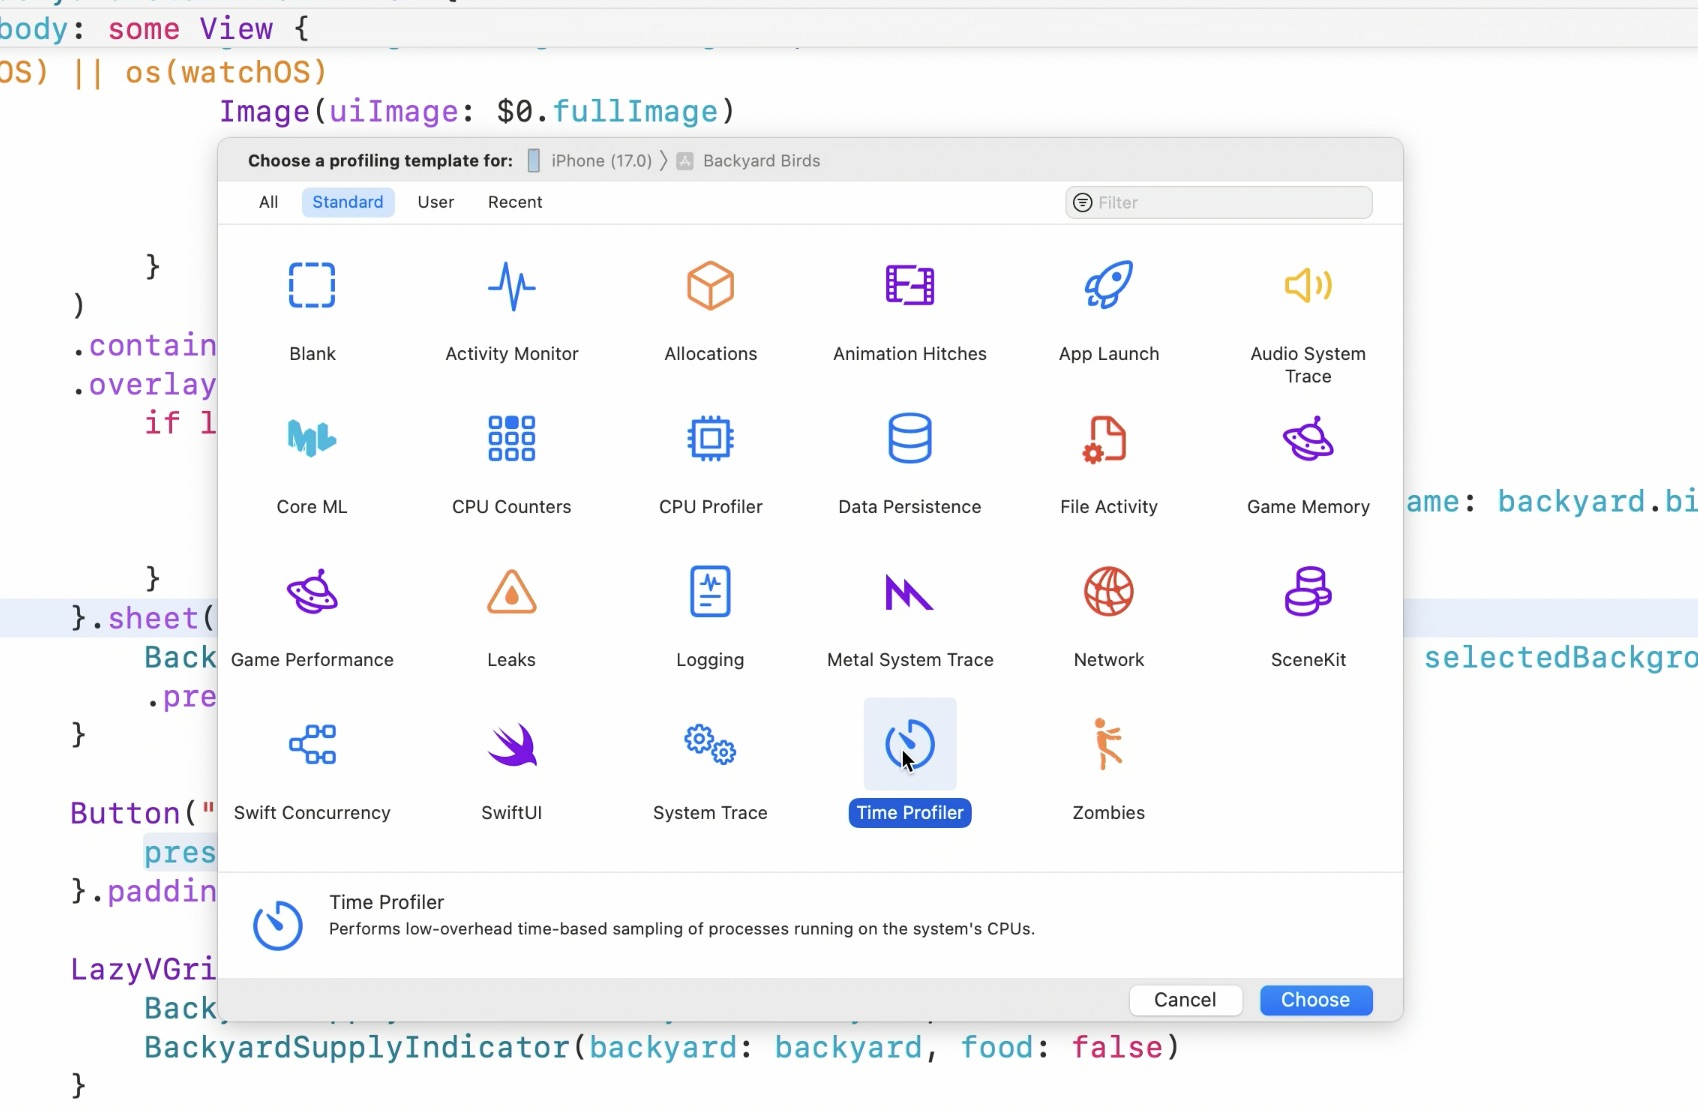 body: some View {
OS) || os(watchOS)
Image(uiImage: $0.fullImage)
Choose a profiling template for: iPhone (17.0) 〉 Backyard Birds
All Standard User Recent Filter
}
)
.contain
.overlay
if l
ame: backyard.bi
}
}.sheet(
Back
selectedBackgro
.pre
}
Button("
pres
}.paddin
LazyVGri
Back
BackyardSupplyIndicator(backyard: backyard, food: false)
}
Blank
Activity Monitor
Allocations
Animation Hitches
App Launch
Audio System
Trace
Core ML
CPU Counters
CPU Profiler
Data Persistence
File Activity
Game Memory
Game Performance
Leaks
Logging
Metal System Trace
Network
SceneKit
Swift Concurrency
SwiftUI
System Trace
Time Profiler
Zombies
Time Profiler
Performs low-overhead time-based sampling of processes running on the system's CPUs.
Cancel
Choose